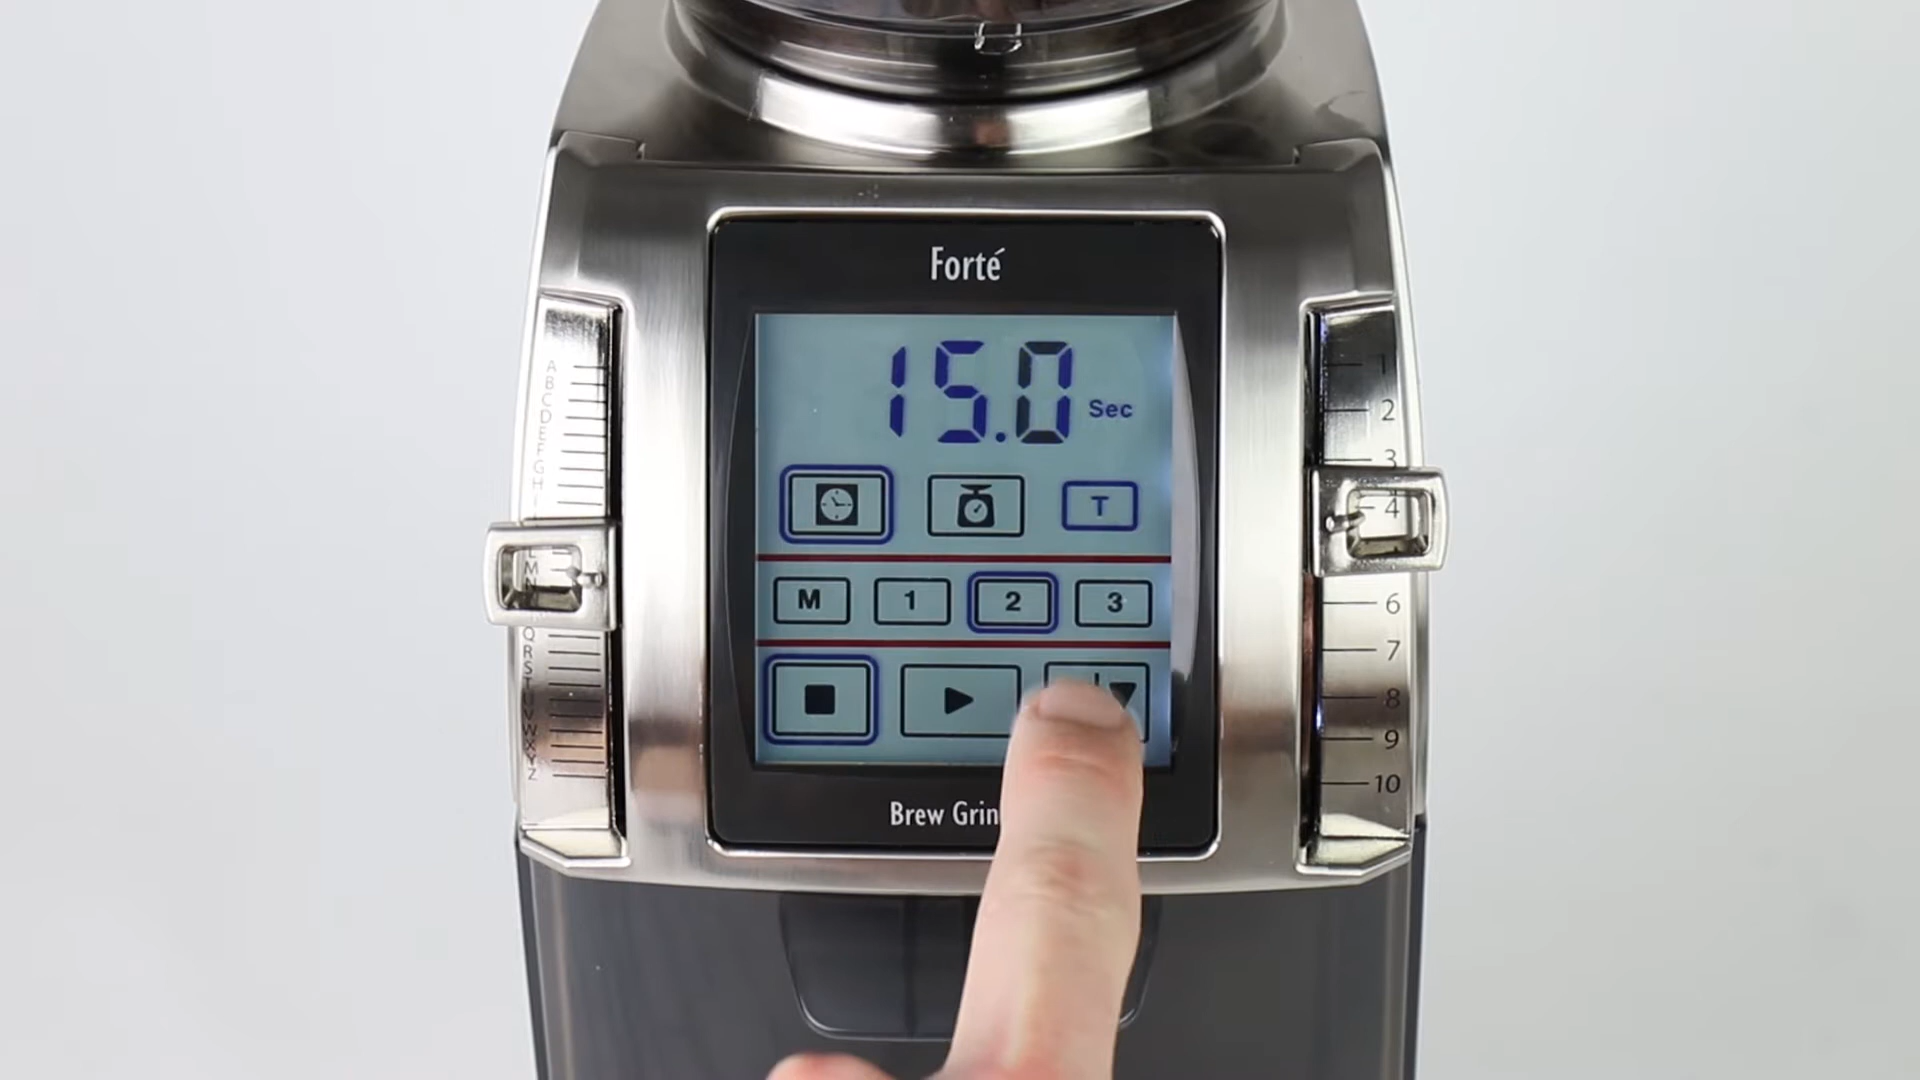 Forté
15.0 Sec
T
M 1 2 3
Brew Grin
A
B
C
D
E
F
G
H
I
L
M
N
Q
R
S
T
U
V
W
X
Y
Z
1
2
3
4
6
7
8
9
10